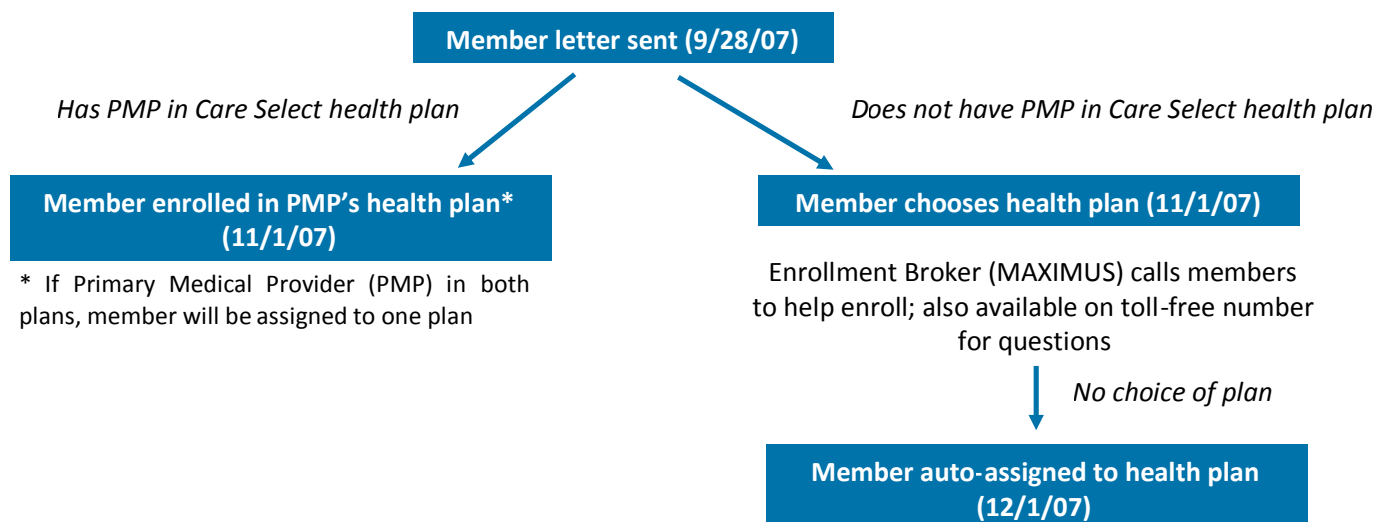 Member letter sent (9/28/07)
Has PMP in Care Select health plan
Does not have PMP in Care Select health plan
Member enrolled in PMP's health plan*
(11/1/07)
* If Primary Medical Provider (PMP) in both
plans, member will be assigned to one plan
Member chooses health plan (11/1/07)
Enrollment Broker (MAXIMUS) calls members
to help enroll; also available on toll-free number
for questions
No choice of plan
Member auto-assigned to health plan
(12/1/07)